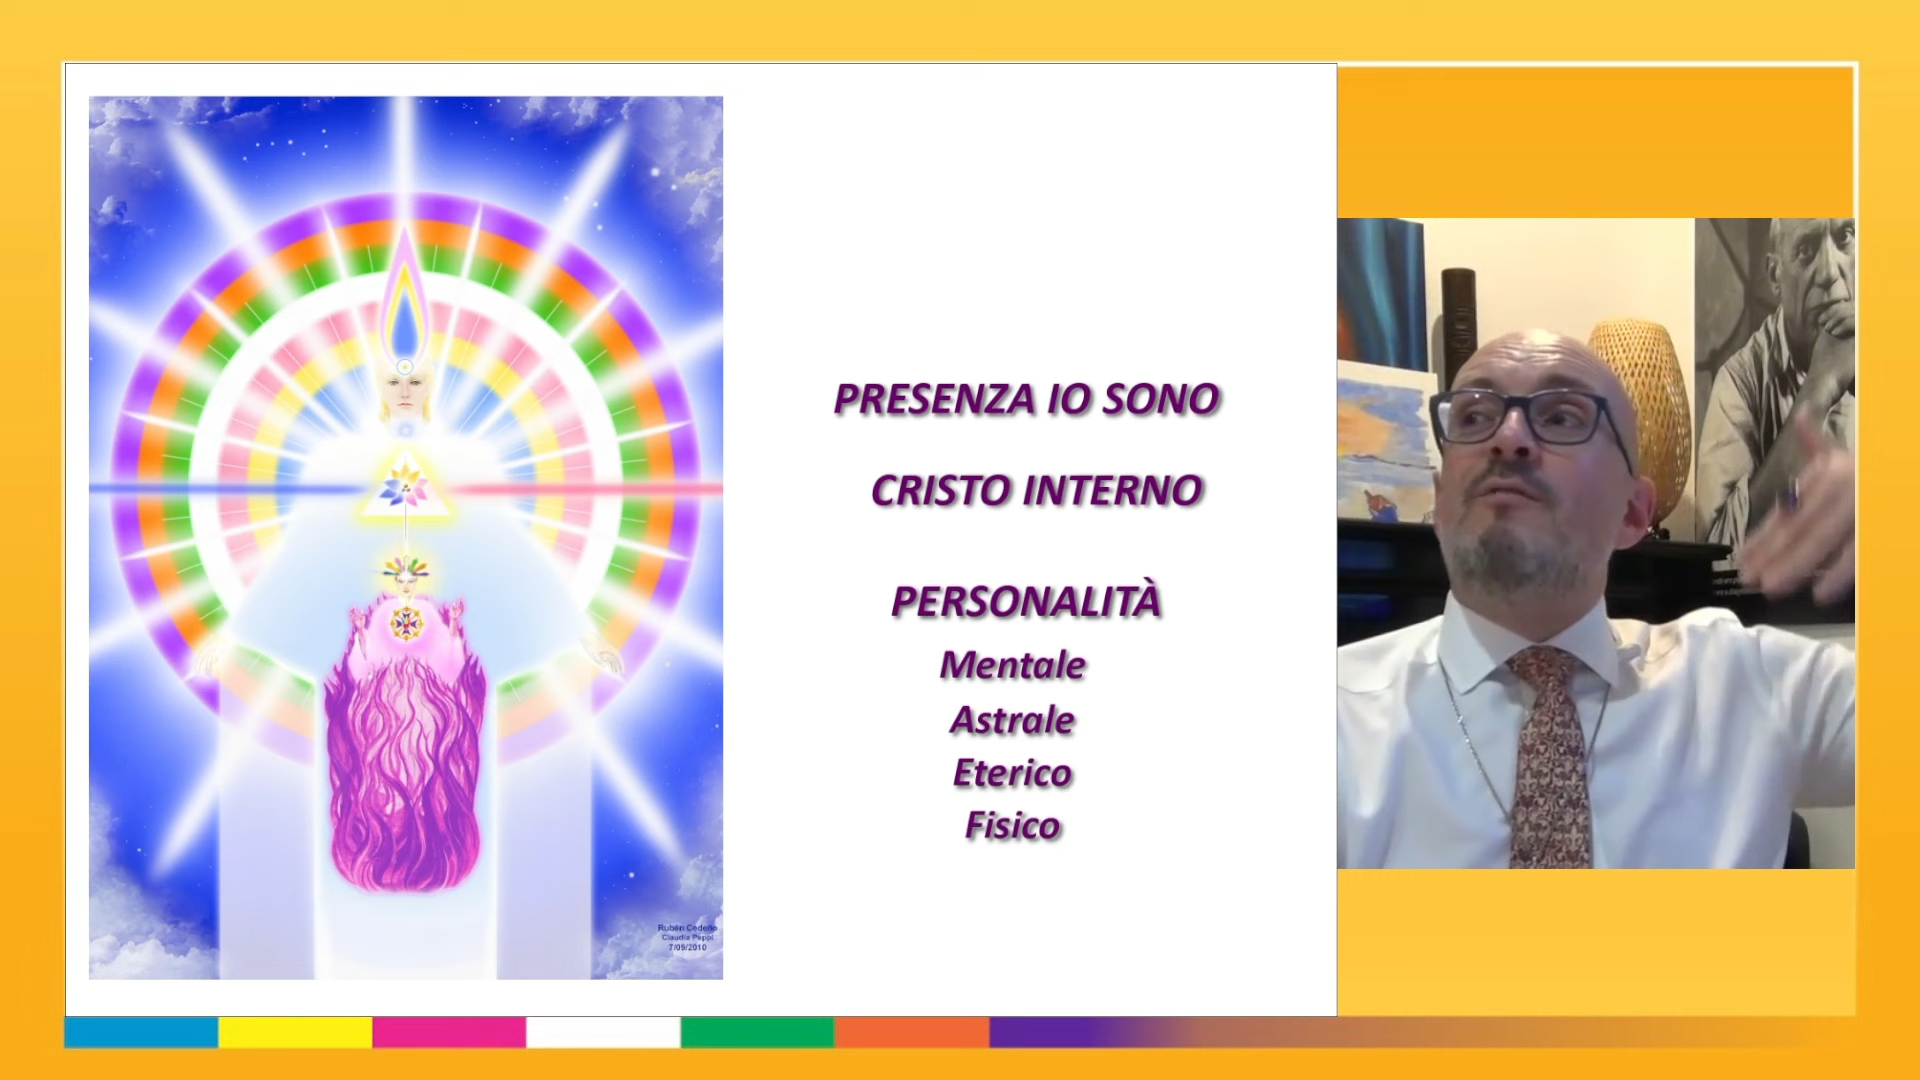 PRESENZA IO SONO
CRISTO INTERNO
PERSONALITÀ
Mentale
Astrale
Eterico
Fisico
Rubén Cedeño
Claudia Peppi
7/09/2010